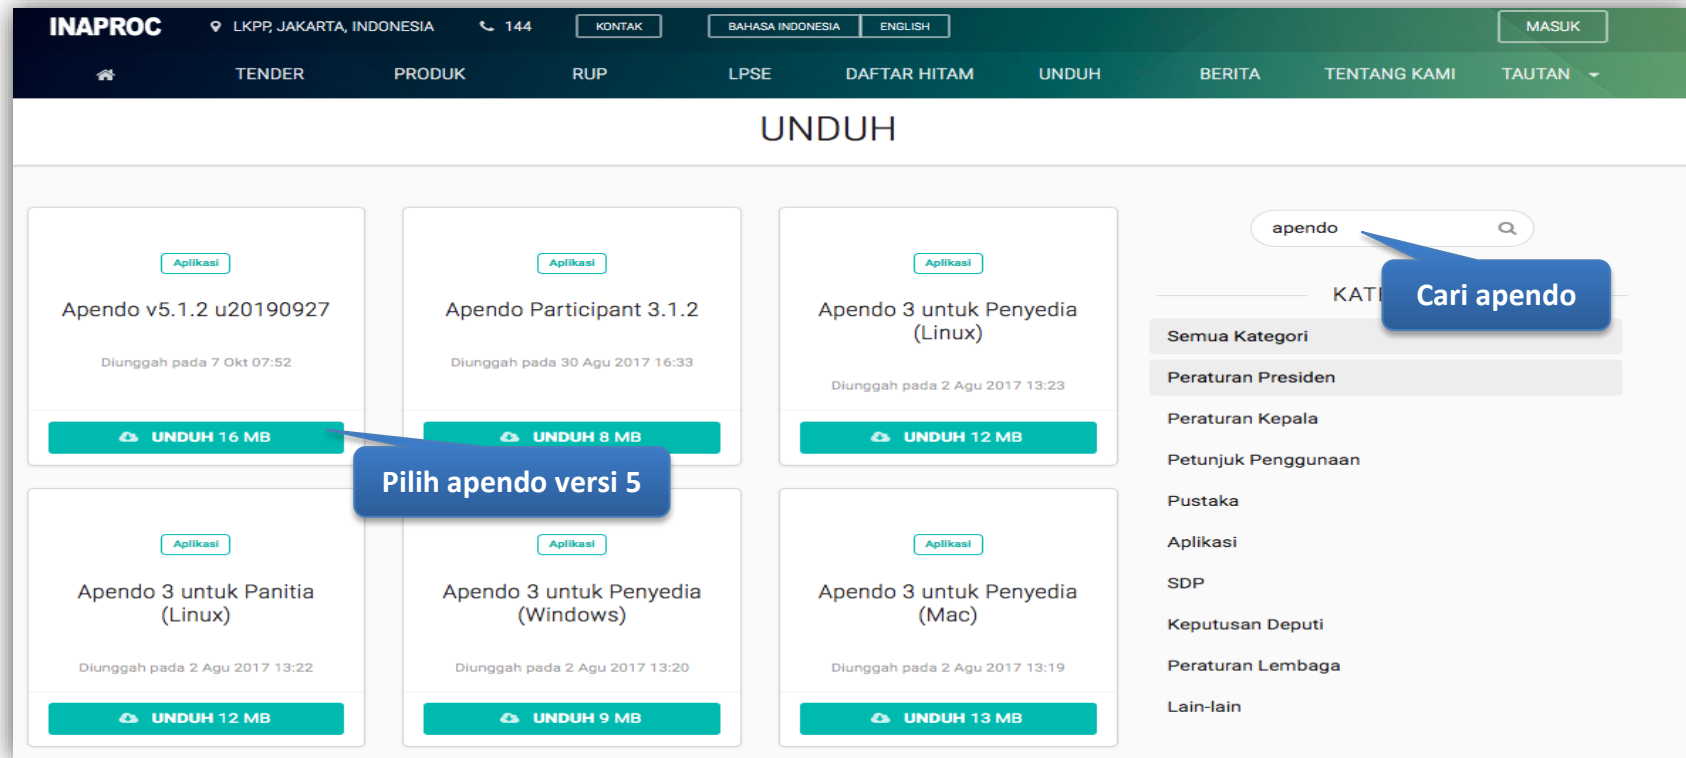 INAPROC
LKPP, JAKARTA, INDONESIA
144
KONTAK
BAHASA INDONESIA
ENGLISH
MASUK
TENDER
PRODUK
RUP
LPSE
DAFTAR HITAM
UNDUH
BERITA
TENTANG KAMI
TAUTAN
UNDUH
Aplikasi
Apendo v5.1.2 u20190927
Diunggah pada 7 Okt 07:52
UNDUH 16 MB
Aplikasi
Apendo Participant 3.1.2
Diunggah pada 30 Agu 2017 16:33
UNDUH 8 MB
Aplikasi
Apendo 3 untuk Penyedia
(Linux)
Diunggah pada 2 Agu 2017 13:23
UNDUH 12 MB
Pilih apendo versi 5
Aplikasi
Apendo 3 untuk Panitia
(Linux)
Diunggah pada 2 Agu 2017 13:22
UNDUH 12 MB
Aplikasi
Apendo 3 untuk Penyedia
(Windows)
Diunggah pada 2 Agu 2017 13:20
UNDUH 9 MB
Aplikasi
Apendo 3 untuk Penyedia
(Mac)
Diunggah pada 2 Agu 2017 13:19
UNDUH 13 MB
apendo
Cari apendo
Semua Kategori
Peraturan Presiden
Peraturan Kepala
Petunjuk Penggunaan
Pustaka
Aplikasi
SDP
Keputusan Deputi
Peraturan Lembaga
Lain-lain